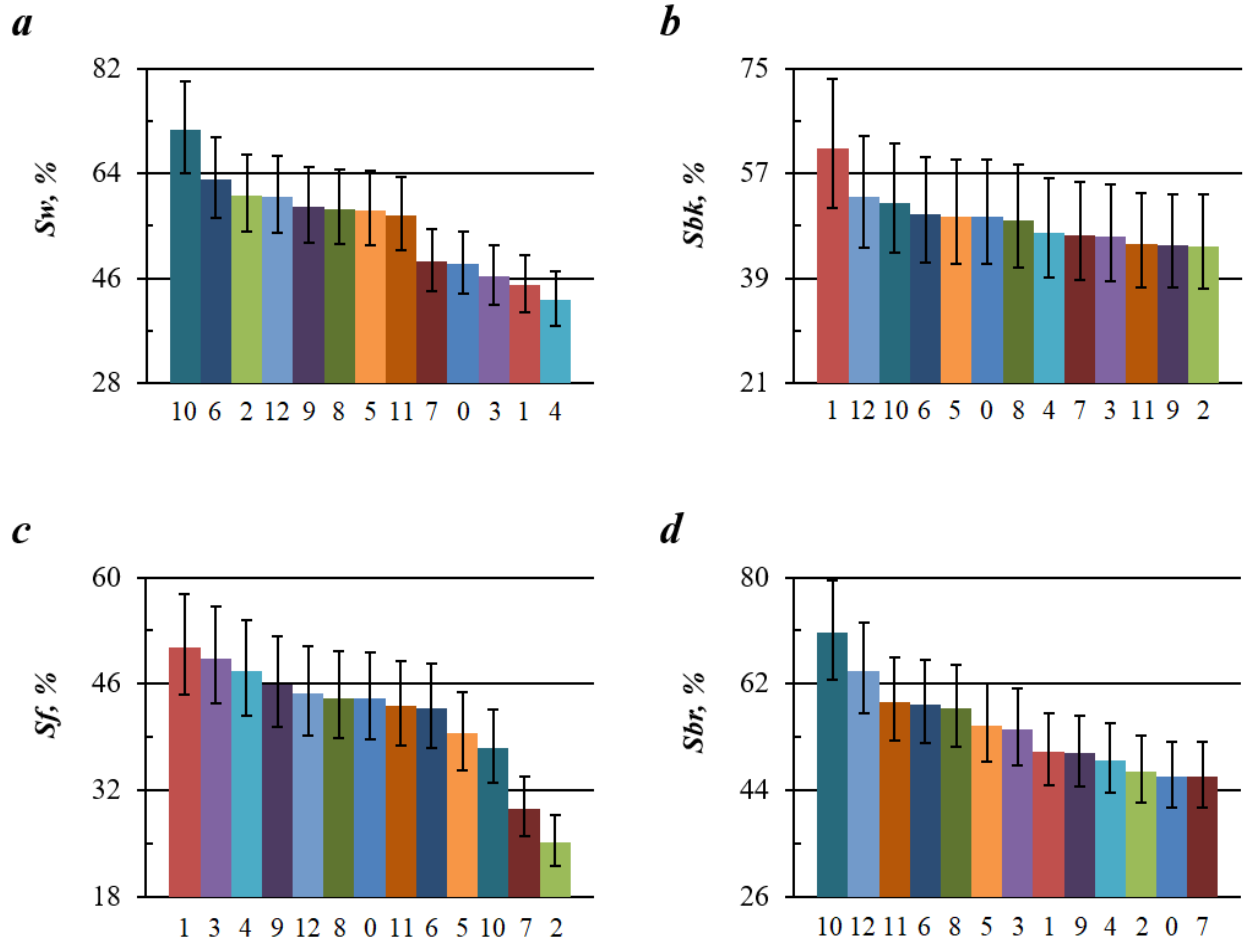 a
b
82
64
46
28
Sw, %
10 6 2 12 9 8 5 11 7 0 3 1 4
75
57
39
21
Sbk, %
1 12 10 6 5 0 8 4 7 3 11 9 2
c
d
60
46
32
18
Sf, %
1 3 4 9 12 8 0 11 6 5 10 7 2
80
62
44
26
Sbr, %
10 12 11 6 8 5 3 1 9 4 2 0 7